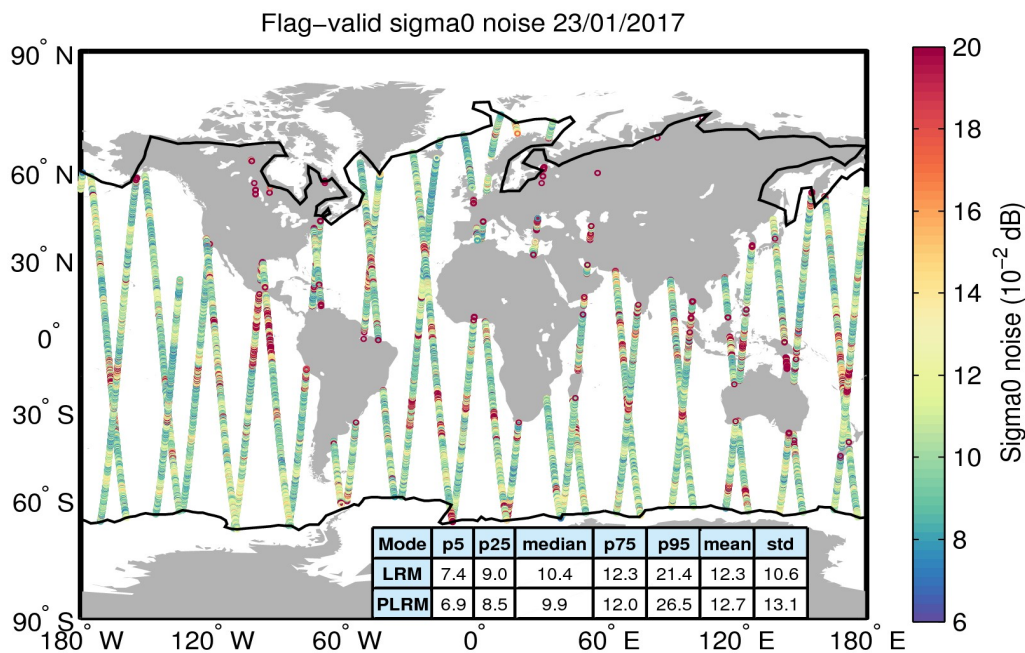 Flag−valid sigma0 noise 23/01/2017
90° N
60° N
30° N
0°
30° S
60° S
90° S
180° W
120° W
60° W
0°
60° E
120° E
180° E
Mode p5 p25 median p75 p95 mean std
LRM 7.4 9.0 10.4 12.3 21.4 12.3 10.6
PLRM 6.9 8.5 9.9 12.0 26.5 12.7 13.1
20
18
16
14
12
10
8
6
Sigma0 noise (10−2 dB)